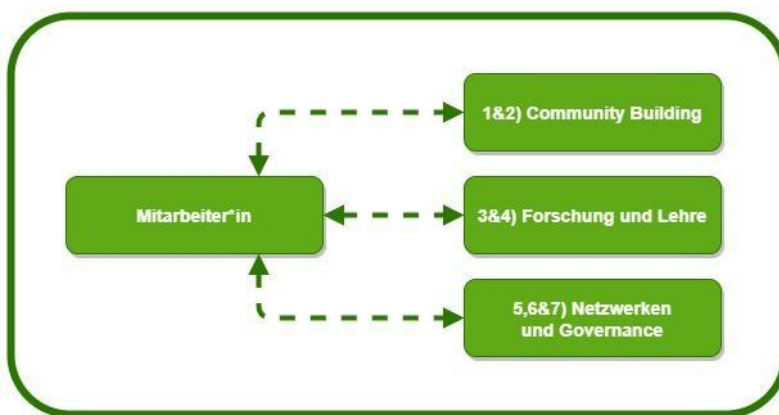 1&2) Community Building
Mitarbeiter*in
3&4) Forschung und Lehre
5,6&7) Netzwerken
und Governance